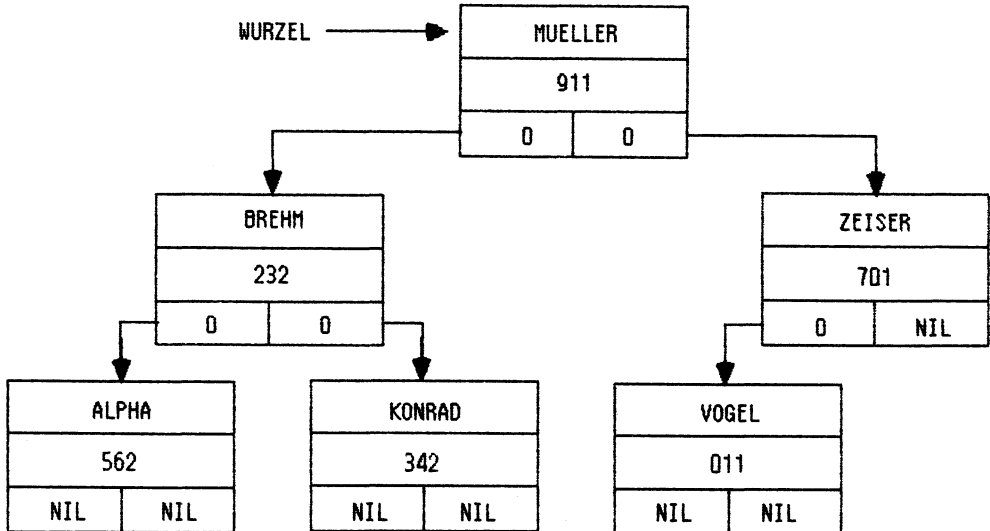 WURZEL
MUELLER
911
0 0
BREHM
232
0 0
ZEISER
701
0 NIL
ALPHA
562
NIL NIL
KONRAD
342
NIL NIL
VOGEL
011
NIL NIL